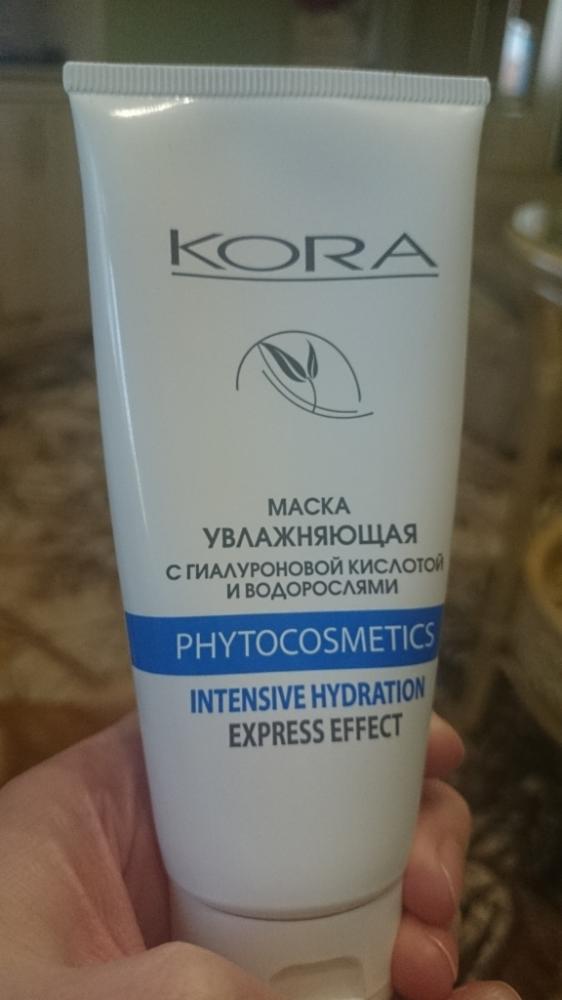 KORA
МАСКА
УВЛАЖНЯЮЩАЯ
С ГИАЛУРОНОВОЙ КИСЛОТОЙ
И ВОДОРОСЛЯМИ
PHYTOCOSMETICS
INTENSIVE HYDRATION
EXPRESS EFFECT